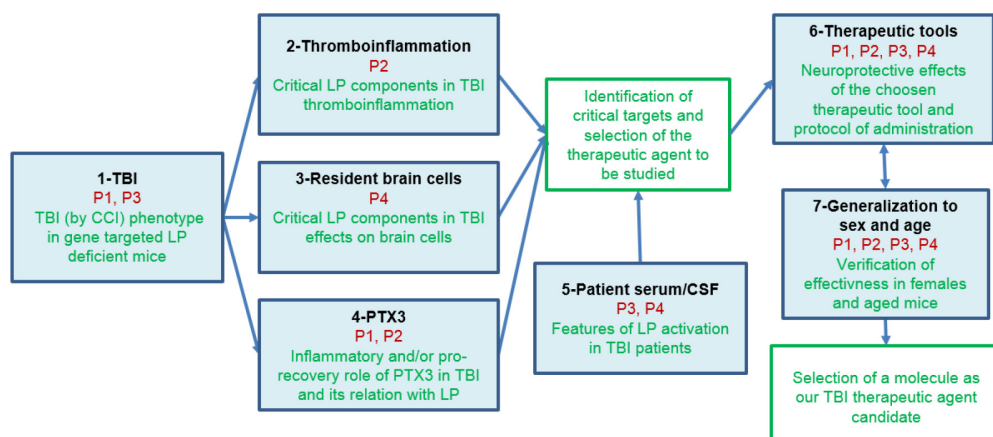 1-TBI
P1, P3
TBI (by CCI) phenotype
in gene targeted LP
deficient mice
2-Thromboinflammation
P2
Critical LP components in TBI
thromboinflammation
3-Resident brain cells
P4
Critical LP components in TBI
effects on brain cells
4-PTX3
P1, P2
Inflammatory and/or pro-
recovery role of PTX3 in TBI
and its relation with LP
Identification of
critical targets and
selection of the
therapeutic agent to
be studied
5-Patient serum/CSF
P3, P4
Features of LP activation
in TBI patients
6-Therapeutic tools
P1, P2, P3, P4
Neuroprotective effects
of the choosen
therapeutic tool and
protocol of administration
7-Generalization to
sex and age
P1, P2, P3, P4
Verification of
effectivness in females
and aged mice
Selection of a molecule as
our TBI therapeutic agent
candidate